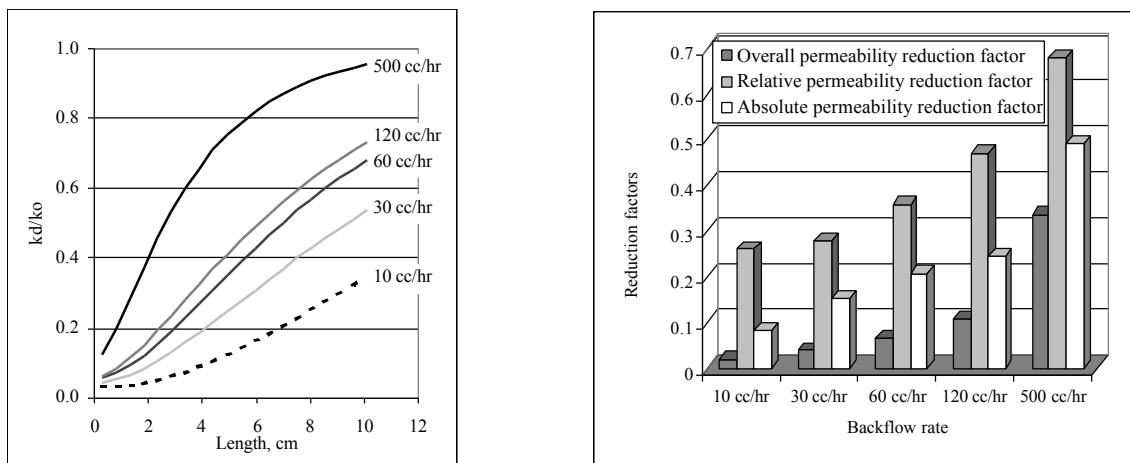 1.0
0.8
0.6
0.4
0.2
0.0
kd/ko
500 cc/hr
120 cc/hr
60 cc/hr
30 cc/hr
10 cc/hr
0 2 4 6 8 10 12
Length, cm
0.7
0.6
0.5
0.4
0.3
0.2
0.1
0
Reduction factors
Overall permeability reduction factor
Relative permeability reduction factor
Absolute permeability reduction factor
10 cc/hr 30 cc/hr 60 cc/hr 120 cc/hr 500 cc/hr
Backflow rate